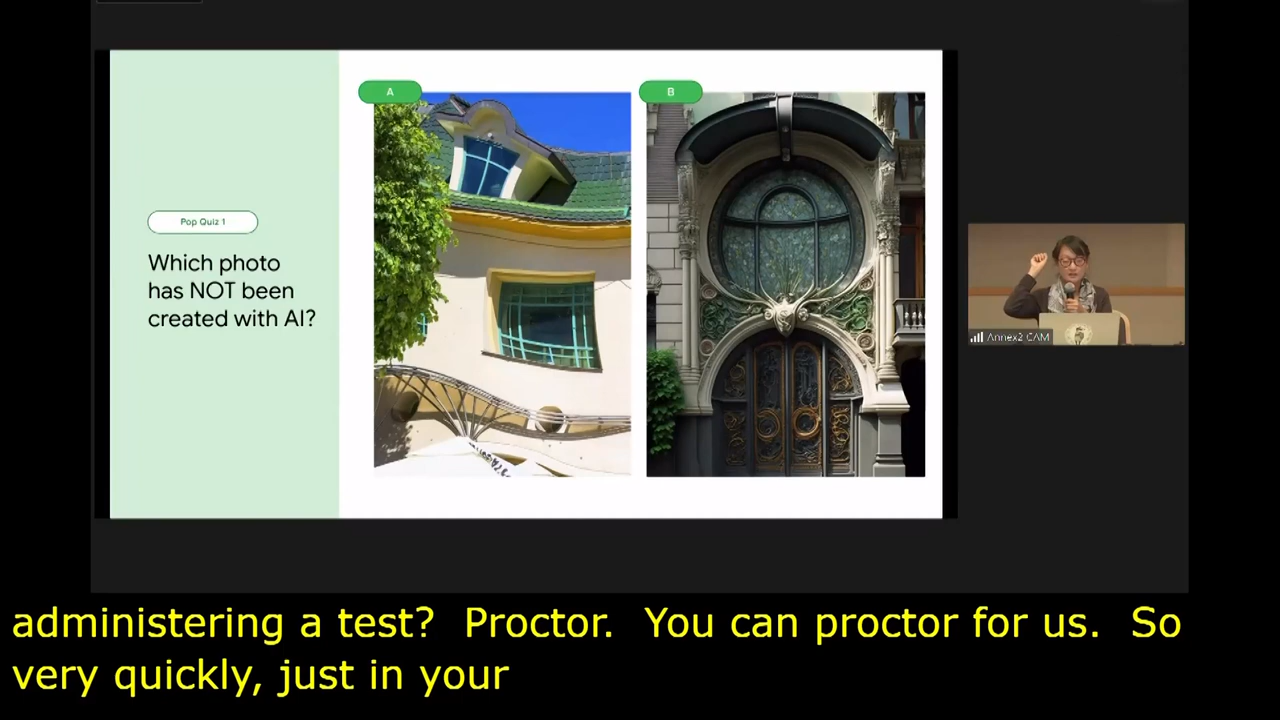 A
B
Pop Quiz 1
Which photo
has NOT been
created with AI?
Annex2 CAM
administering a test?  Proctor.  You can proctor for us.  So
very quickly, just in your